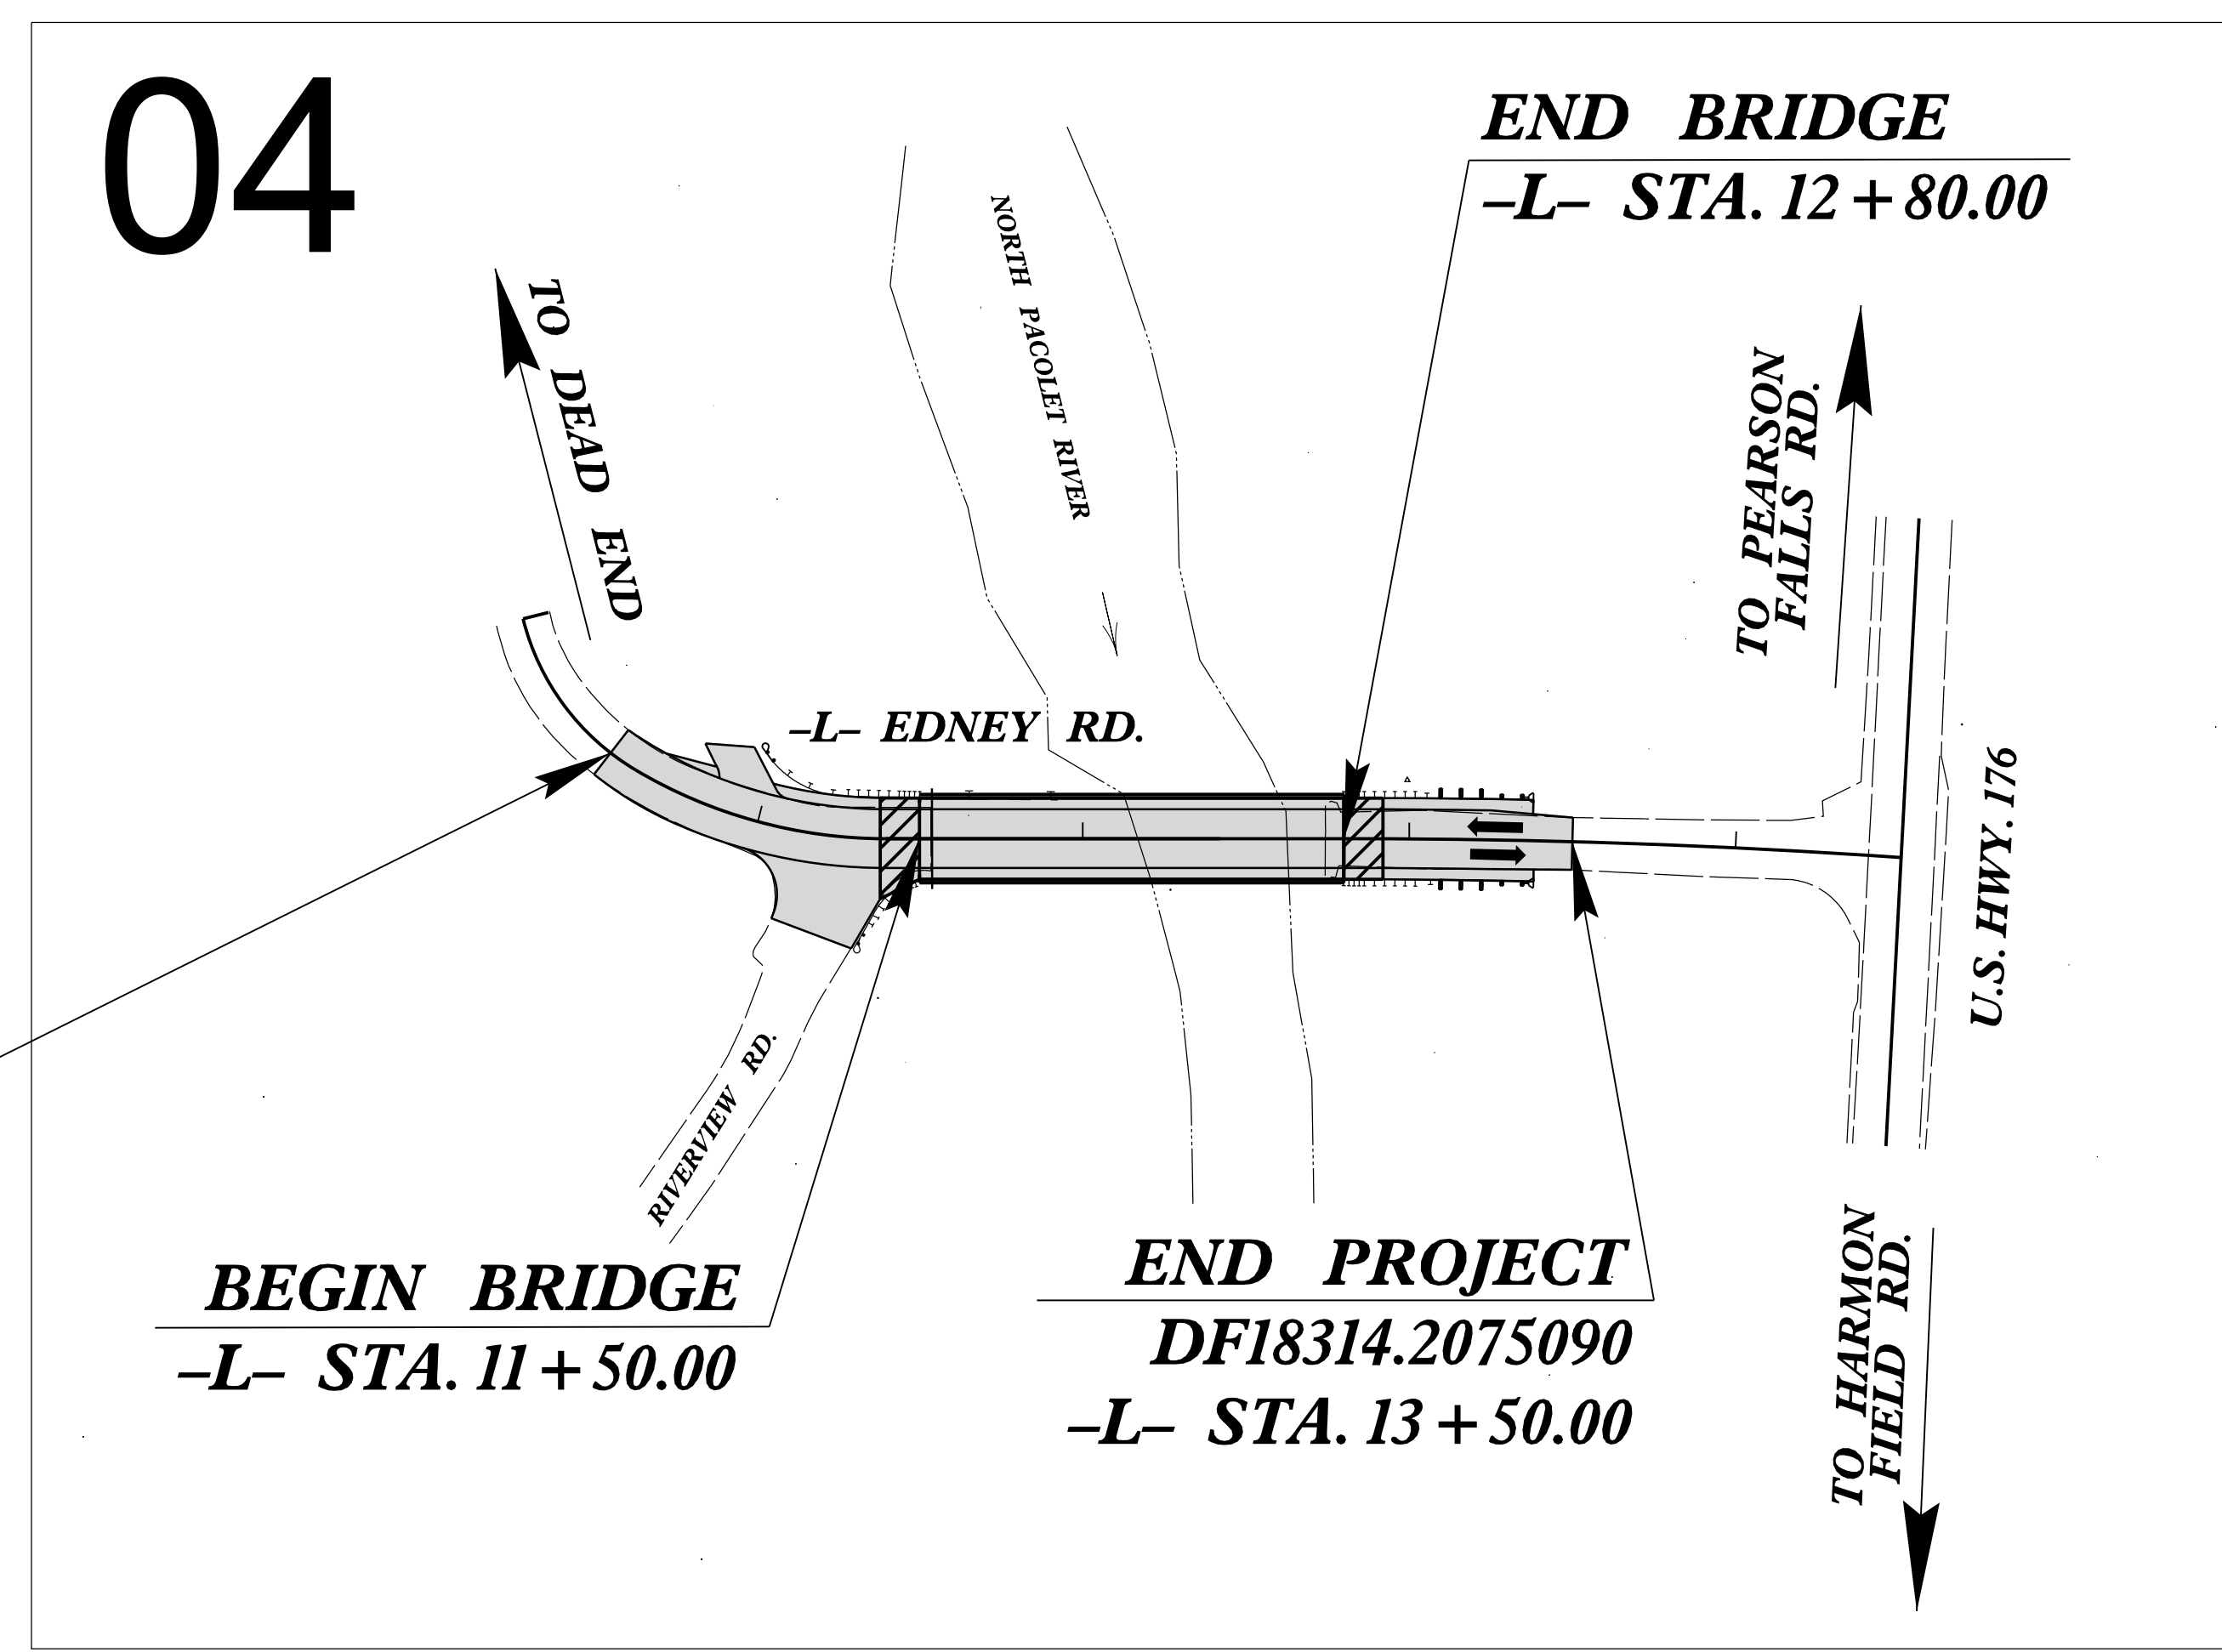 04
END BRIDGE
-L- STA. 12+80.00
TO DEAD END
NORTH PACOLET RIVER
TO PEARSON
FALLS RD.
-L- EDNEY RD.
U.S. HWY. 176
RIVERVIEW RD.
BEGIN BRIDGE
-L- STA. 11+50.00
END PROJECT
DF18314.2075090
-L- STA. 13+50.00
TO HARMON
FIELD RD.